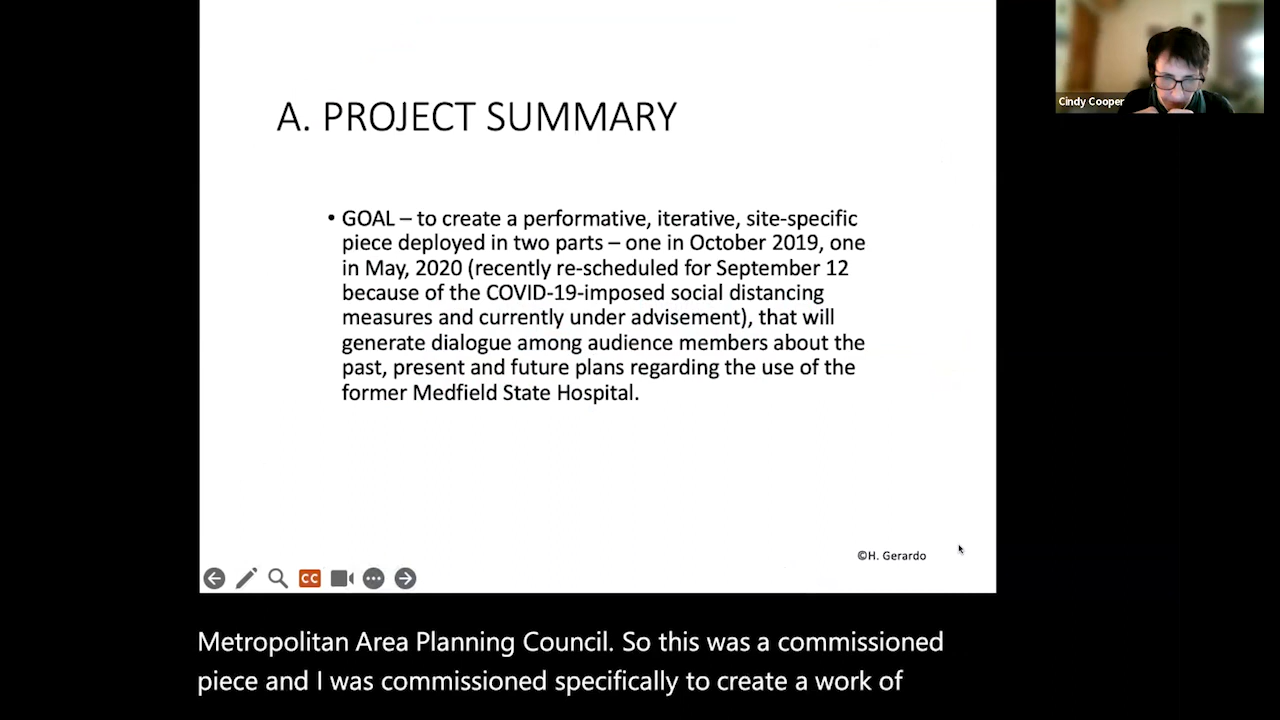 Cindy Cooper
A. PROJECT SUMMARY
• GOAL – to create a performative, iterative, site-specific
piece deployed in two parts – one in October 2019, one
in May, 2020 (recently re-scheduled for September 12
because of the COVID-19-imposed social distancing
measures and currently under advisement), that will
generate dialogue among audience members about the
past, present and future plans regarding the use of the
former Medfield State Hospital.
©H. Gerardo
CC
Metropolitan Area Planning Council. So this was a commissioned
piece and I was commissioned specifically to create a work of